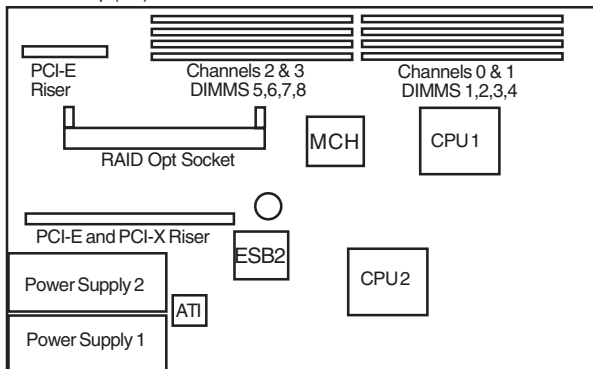 PCI-E
Riser
Channels 2 & 3
DIMMS 5,6,7,8
Channels 0 & 1
DIMMS 1,2,3,4
RAID Opt Socket
MCH
CPU1
PCI-E and PCI-X Riser
ESB2
CPU2
Power Supply 2
ATI
Power Supply 1